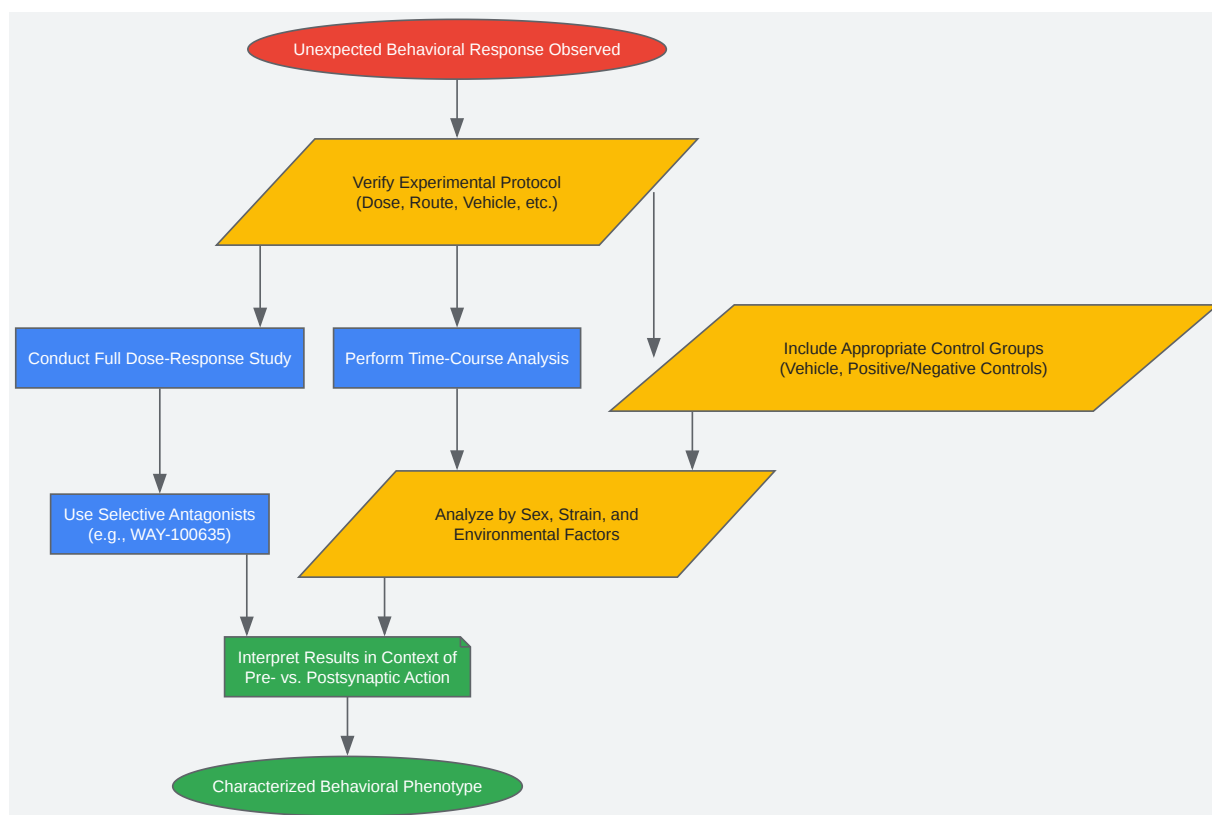 Unexpected Behavioral Response Observed
Verify Experimental Protocol
(Dose, Route, Vehicle, etc.)
Conduct Full Dose-Response Study
Perform Time-Course Analysis
Include Appropriate Control Groups
(Vehicle, Positive/Negative Controls)
Use Selective Antagonists
(e.g., WAY-100635)
Analyze by Sex, Strain, and
Environmental Factors
Interpret Results in Context of
Pre- vs. Postsynaptic Action
Characterized Behavioral Phenotype